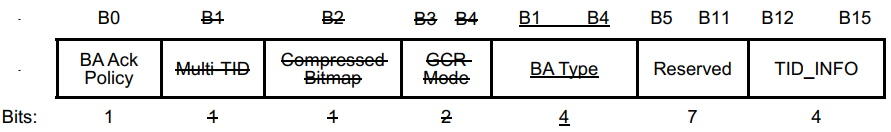 B0 B1 B2 B3 B4 B1 B4 B5 B11 B12 B15
BA Ack Policy Multi-TID Compressed Bitmap GCR Mode BA Type Reserved TID_INFO
Bits: 1 1 1 2 4 7 4